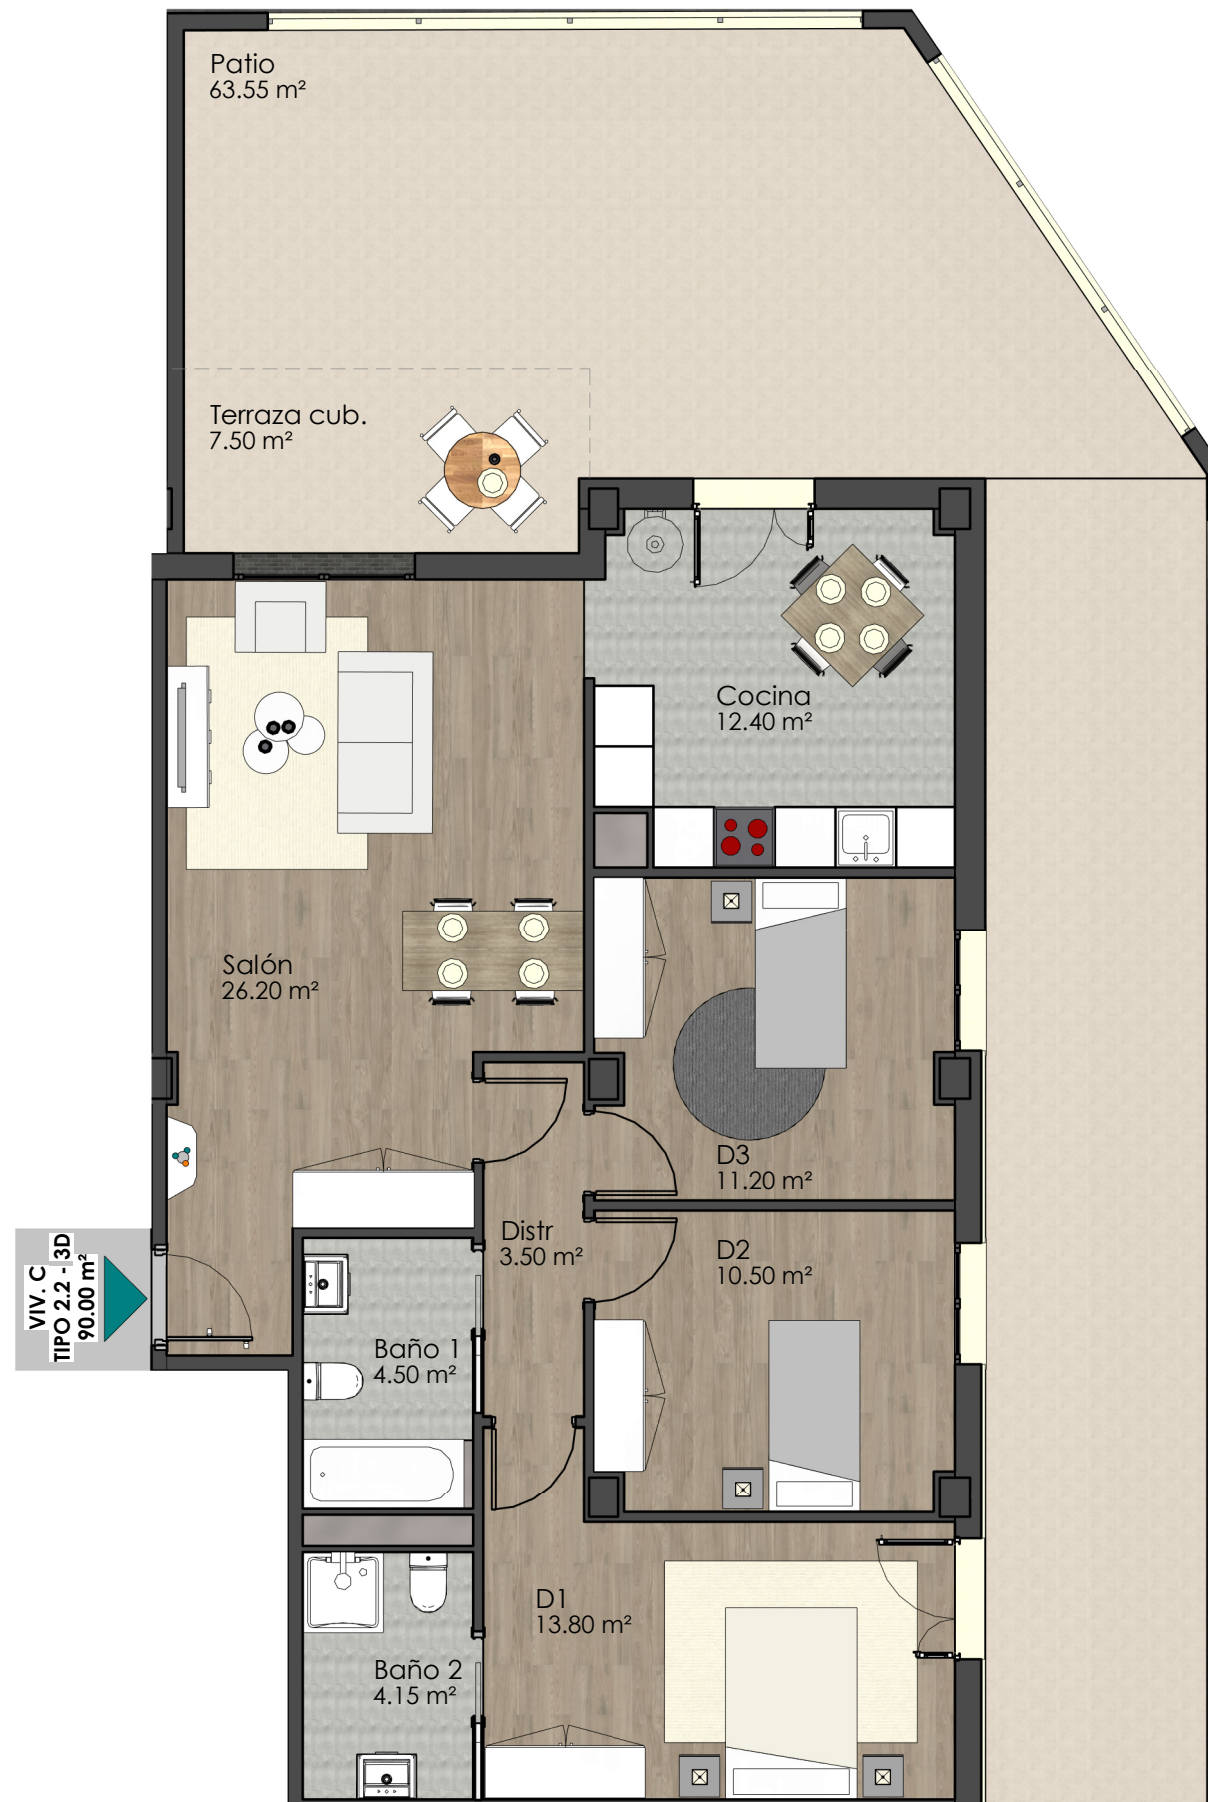 Patio
63.55 m²
Terraza cub.
7.50 m²
Cocina
12.40 m²
Salón
26.20 m²
D3
11.20 m²
Distr
3.50 m²
D2
10.50 m²
VIV. C
TIPO 2.2 - 3D
90.00 m²
Baño 1
4.50 m²
D1
13.80 m²
Baño 2
4.15 m²